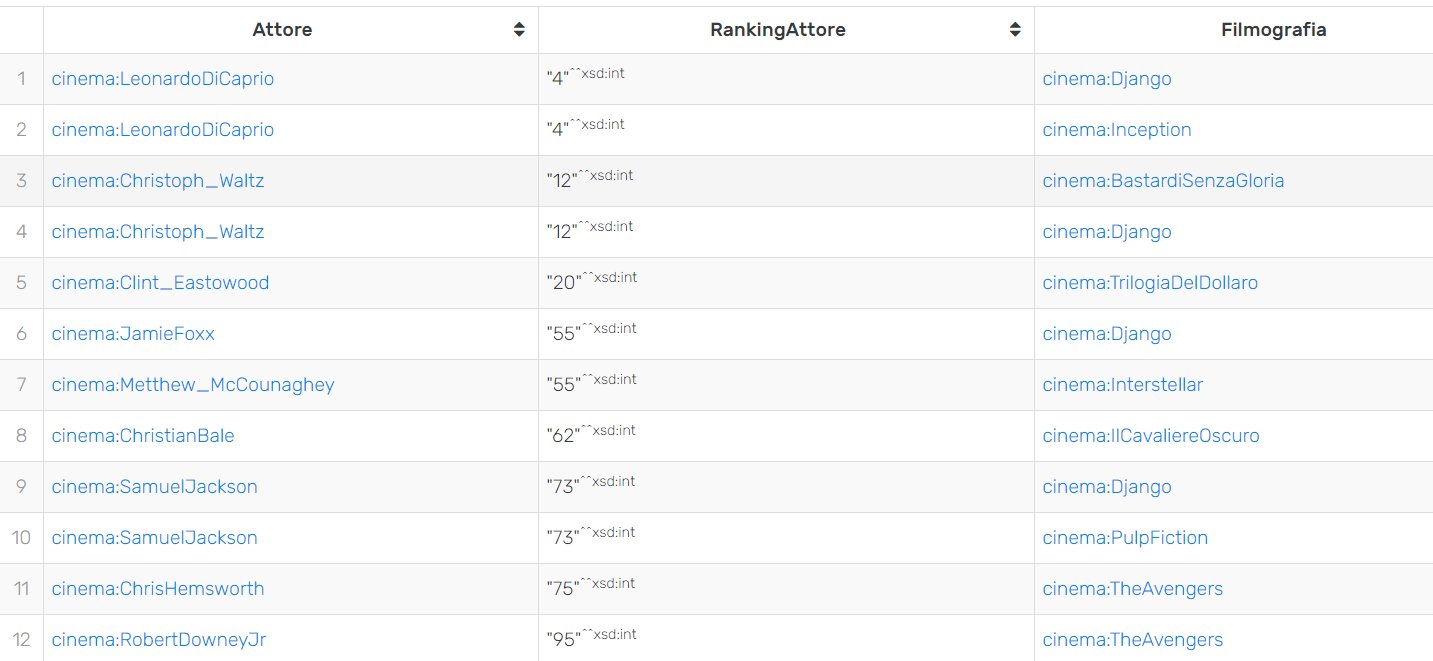 Attore RankingAttore Filmografia
1 cinema:LeonardoDiCaprio "4"^^xsd:int cinema:Django
2 cinema:LeonardoDiCaprio "4"^^xsd:int cinema:Inception
3 cinema:Christoph_Waltz "12"^^xsd:int cinema:BastardiSenzaGloria
4 cinema:Christoph_Waltz "12"^^xsd:int cinema:Django
5 cinema:Clint_Eastowood "20"^^xsd:int cinema:TrilogiaDelDollaro
6 cinema:JamieFoxx "55"^^xsd:int cinema:Django
7 cinema:Metthew_McCounaghey "55"^^xsd:int cinema:Interstellar
8 cinema:ChristianBale "62"^^xsd:int cinema:IlCavaliereOscuro
9 cinema:SamuelJackson "73"^^xsd:int cinema:Django
10 cinema:SamuelJackson "73"^^xsd:int cinema:PulpFiction
11 cinema:ChrisHemsworth "75"^^xsd:int cinema:TheAvengers
12 cinema:RobertDowneyJr "95"^^xsd:int cinema:TheAvengers